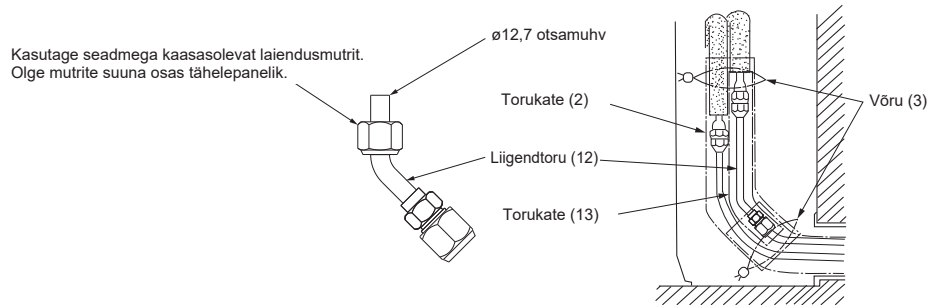 Kasutage seadmega kaasasolevat laiendusmutrit.
Olge mutrite suuna osas tähelepanelik.
ø12,7 otsamuhv
Torukate (2)
Võru (3)
Liigendtoru (12)
Torukate (13)